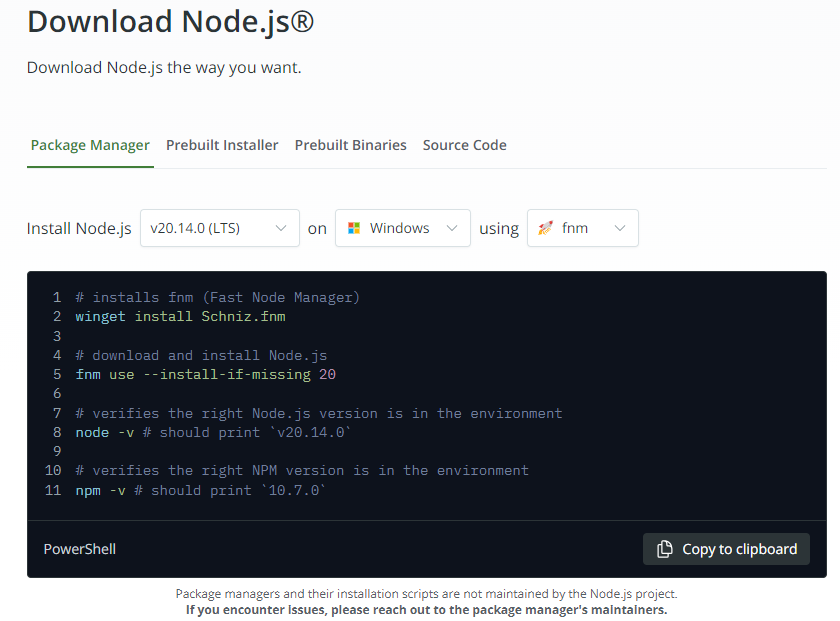 Download Node.js®
Download Node.js the way you want.
Package Manager Prebuilt Installer Prebuilt Binaries Source Code
Install Node.js v20.14.0 (LTS) on Windows using fnm
1 # installs fnm (Fast Node Manager)
2 winget install Schniz.fnm
3
4 # download and install Node.js
5 fnm use --install-if-missing 20
6
7 # verifies the right Node.js version is in the environment
8 node -v # should print `v20.14.0`
9
10 # verifies the right NPM version is in the environment
11 npm -v # should print `10.7.0`
PowerShell Copy to clipboard
Package managers and their installation scripts are not maintained by the Node.js project.
If you encounter issues, please reach out to the package manager's maintainers.